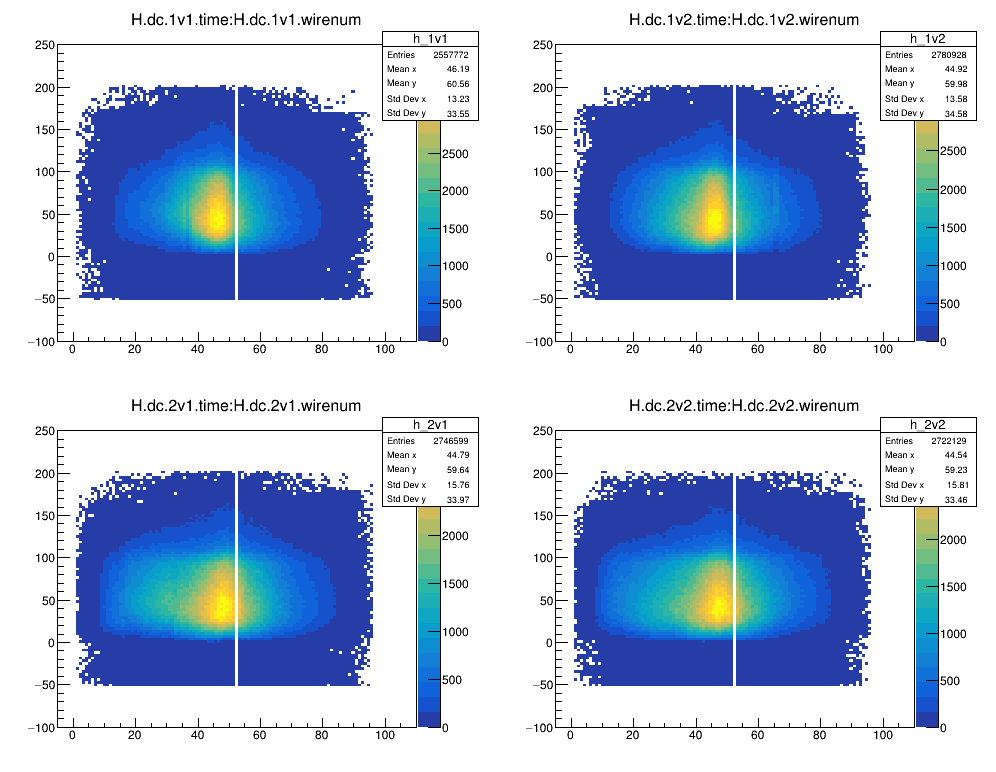 H.dc.1v1.time:H.dc.1v1.wirenum
h_1v1
Entries 2557772
Mean x 46.19
Mean y 60.56
Std Dev x 13.23
Std Dev y 33.55
250
200
150
100
50
0
−50
−100
0 20 40 60 80 100
2500
2000
1500
1000
500
0
H.dc.1v2.time:H.dc.1v2.wirenum
h_1v2
Entries 2780928
Mean x 44.92
Mean y 59.98
Std Dev x 13.58
Std Dev y 34.58
250
200
150
100
50
0
−50
−100
0 20 40 60 80 100
2500
2000
1500
1000
500
0
H.dc.2v1.time:H.dc.2v1.wirenum
h_2v1
Entries 2746599
Mean x 44.79
Mean y 59.64
Std Dev x 15.76
Std Dev y 33.97
250
200
150
100
50
0
−50
−100
0 20 40 60 80 100
2000
1500
1000
500
0
H.dc.2v2.time:H.dc.2v2.wirenum
h_2v2
Entries 2722129
Mean x 44.54
Mean y 59.23
Std Dev x 15.81
Std Dev y 33.46
250
200
150
100
50
0
−50
−100
0 20 40 60 80 100
2000
1500
1000
500
0